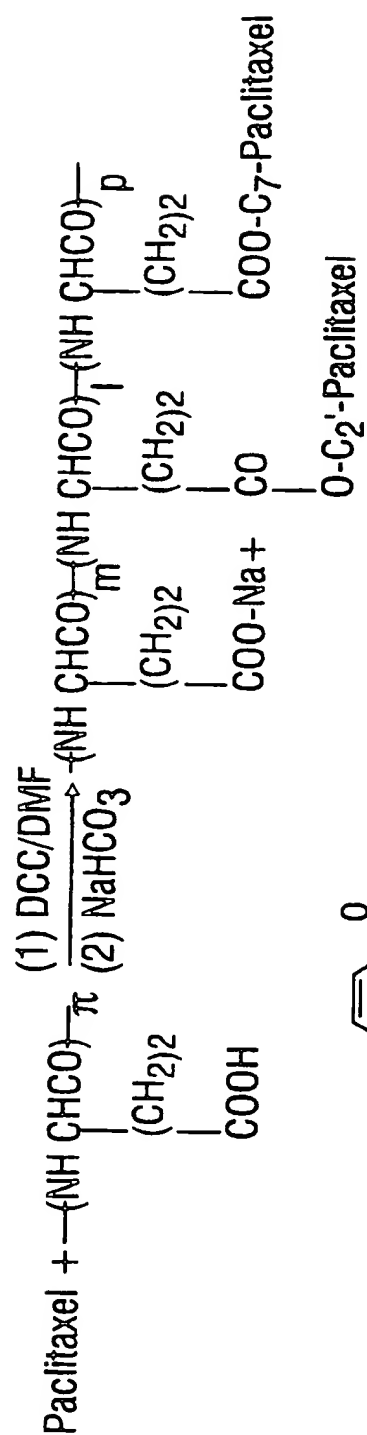 Paclitaxel + –(NH CHCO)–π
(CH2)2
COOH
(1) DCC/DMF
(2) NaHCO3
–(NH CHCO)m–(NH CHCO)l–(NH CHCO)p–
(CH2)2
(CH2)2
(CH2)2
COO-Na+
CO
COO-C7-Paclitaxel
O-C2'-Paclitaxel
O